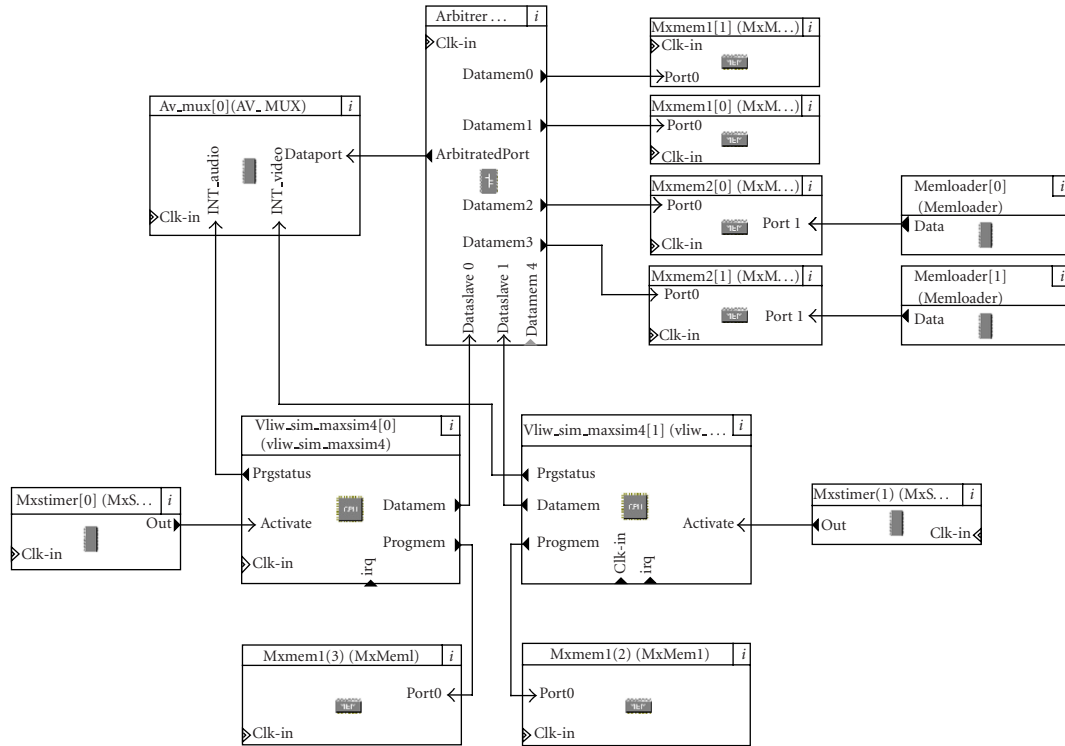 Arbitrer ... i
Clk-in
Datamem0
Datamem1
ArbitratedPort
Datamem2
Datamem3
Dataslave 0
Dataslave 1
Datamem 4
Mxmem1[1] (MxM...) i
Clk-in
Port0
Mxmem1[0] (MxM...) i
Port0
Clk-in
Av_mux[0](AV_ MUX) i
INT_audio
INT_video
Dataport
Clk-in
Mxmem2[0] (MxM...) i
Port0
Port 1
Clk-in
Memloader[0] i
(Memloader)
Data
Mxmem2[1] (MxM...) i
Port0
Port 1
Clk-in
Memloader[1] i
(Memloader)
Data
Vliw_sim_maxsim4[0] i
(vliw_sim_maxsim4)
Prgstatus
CPU
Datamem
Activate
Progmem
Clk-in
irq
Vliw_sim_maxsim4[1] (vliw_ ... i
Prgstatus
CPU
Datamem
Activate
Progmem
Clk-in
irq
Mxstimer[0] (MxS... i
Out
Clk-in
Mxstimer(1) (MxS... i
Out
Clk-in
Mxmem1(3) (MxMeml) i
Port0
Clk-in
Mxmem1(2) (MxMem1) i
Port0
Clk-in